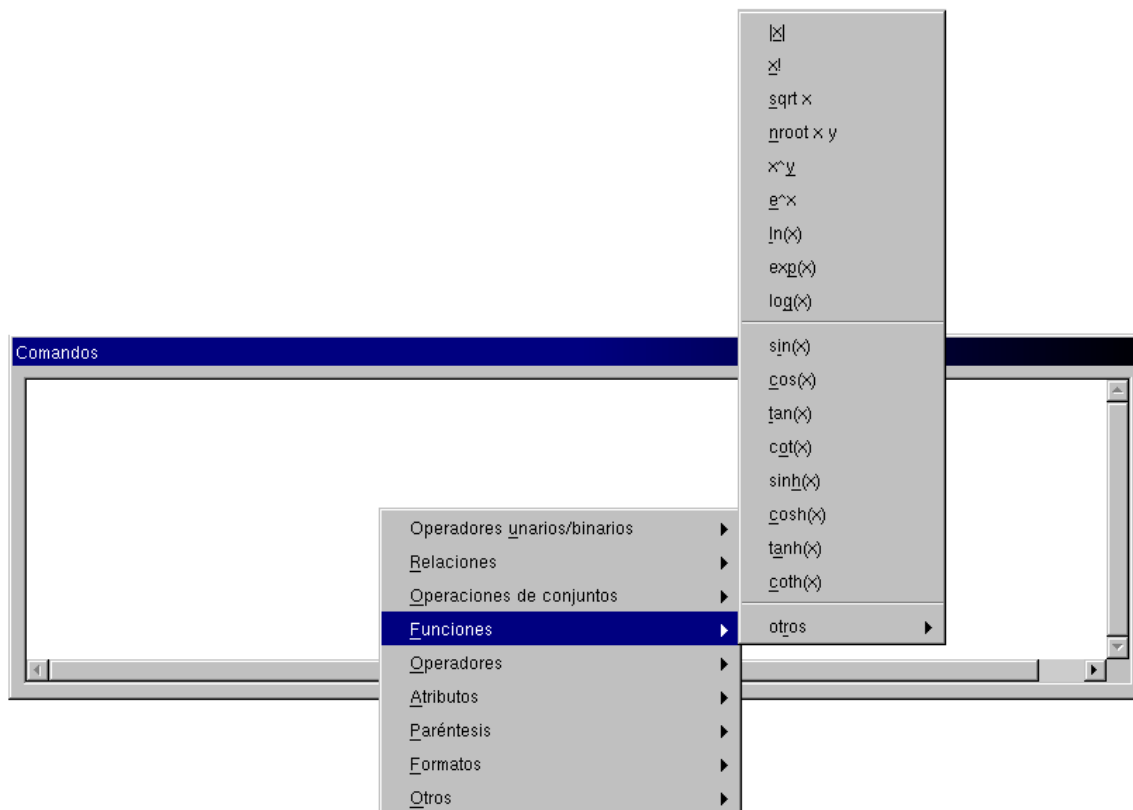 |x|
x!
sqrt x
nroot x y
x^y
e^x
ln(x)
exp(x)
log(x)
sin(x)
cos(x)
tan(x)
cot(x)
sinh(x)
cosh(x)
tanh(x)
coth(x)
otros
Comandos
Operadores unarios/binarios
Relaciones
Operaciones de conjuntos
Funciones
Operadores
Atributos
Paréntesis
Formatos
Otros